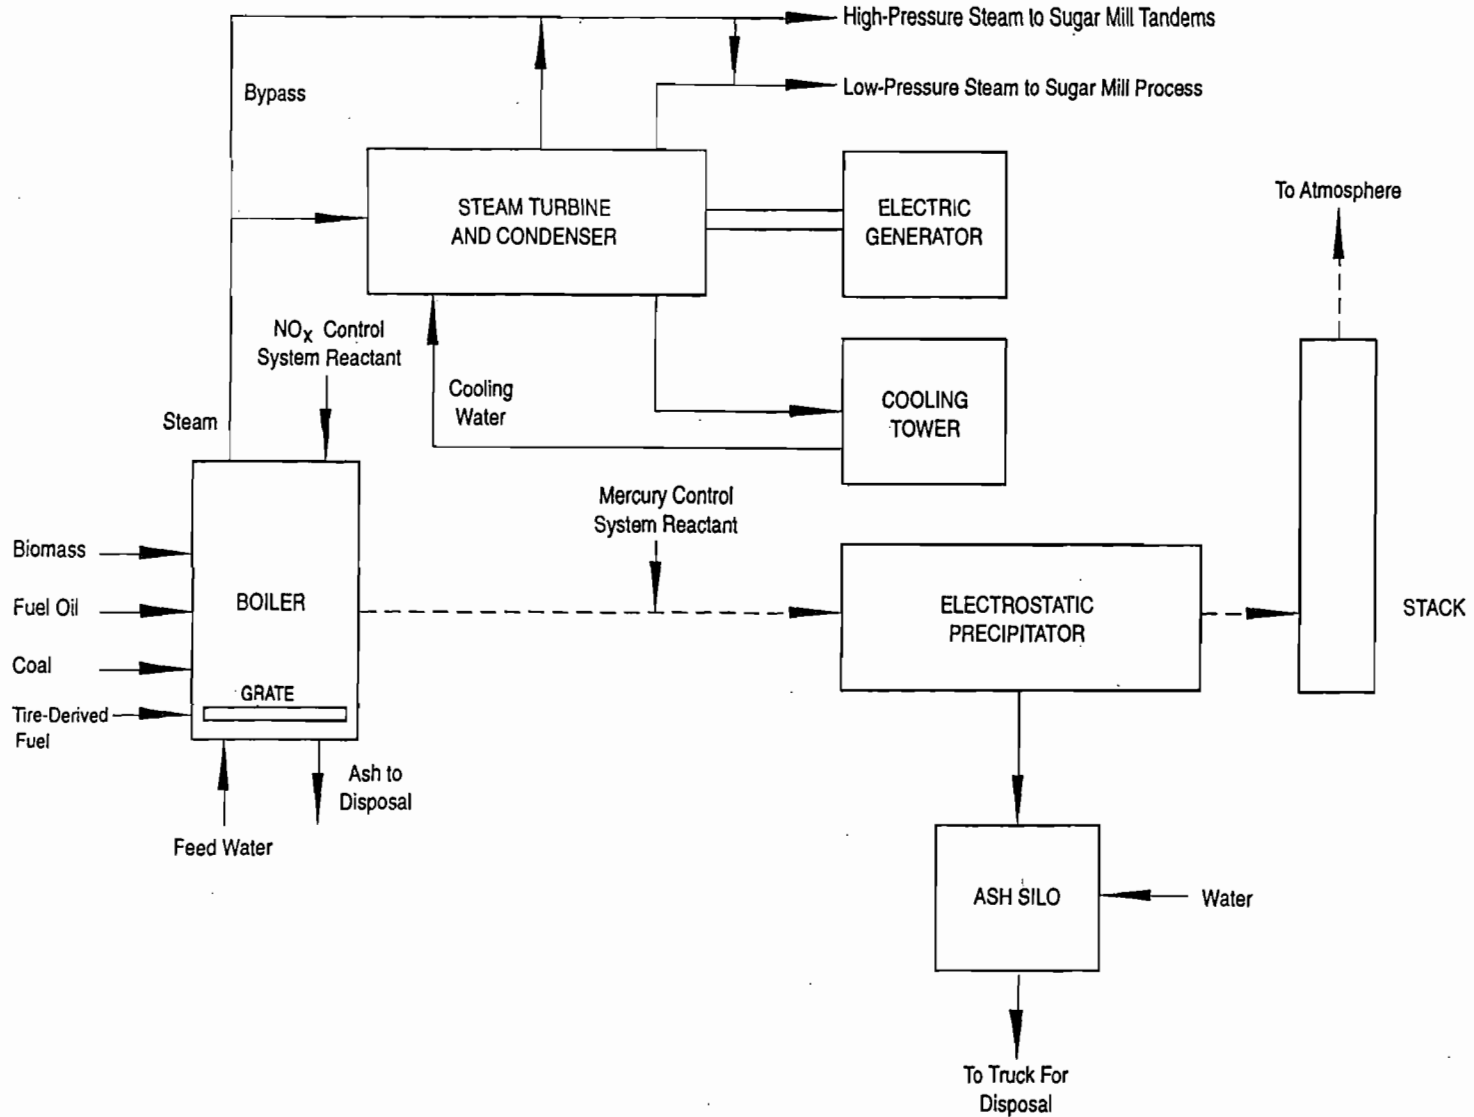 High-Pressure Steam to Sugar Mill Tandems
Bypass
Low-Pressure Steam to Sugar Mill Process
STEAM TURBINE
AND CONDENSER
ELECTRIC
GENERATOR
To Atmosphere
NOX Control
System Reactant
Cooling
Water
COOLING
TOWER
Steam
Mercury Control
System Reactant
Biomass
Fuel Oil
Coal
Tire-Derived
Fuel
BOILER
GRATE
ELECTROSTATIC
PRECIPITATOR
STACK
Ash to
Disposal
Feed Water
ASH SILO
Water
To Truck For
Disposal